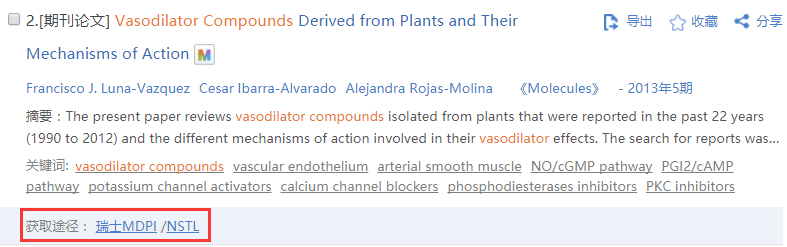 2.[期刊论文] Vasodilator Compounds Derived from Plants and Their 导出 收藏 分享
Mechanisms of Action M
Francisco J. Luna-Vazquez Cesar Ibarra-Alvarado Alejandra Rojas-Molina 《Molecules》 - 2013年5期
摘要：The present paper reviews vasodilator compounds isolated from plants that were reported in the past 22 years
(1990 to 2012) and the different mechanisms of action involved in their vasodilator effects. The search for reports was...
关键词: vasodilator compounds vascular endothelium arterial smooth muscle NO/cGMP pathway PGI2/cAMP
pathway potassium channel activators calcium channel blockers phosphodiesterases inhibitors PKC inhibitors
获取途径： 瑞士MDPI /NSTL